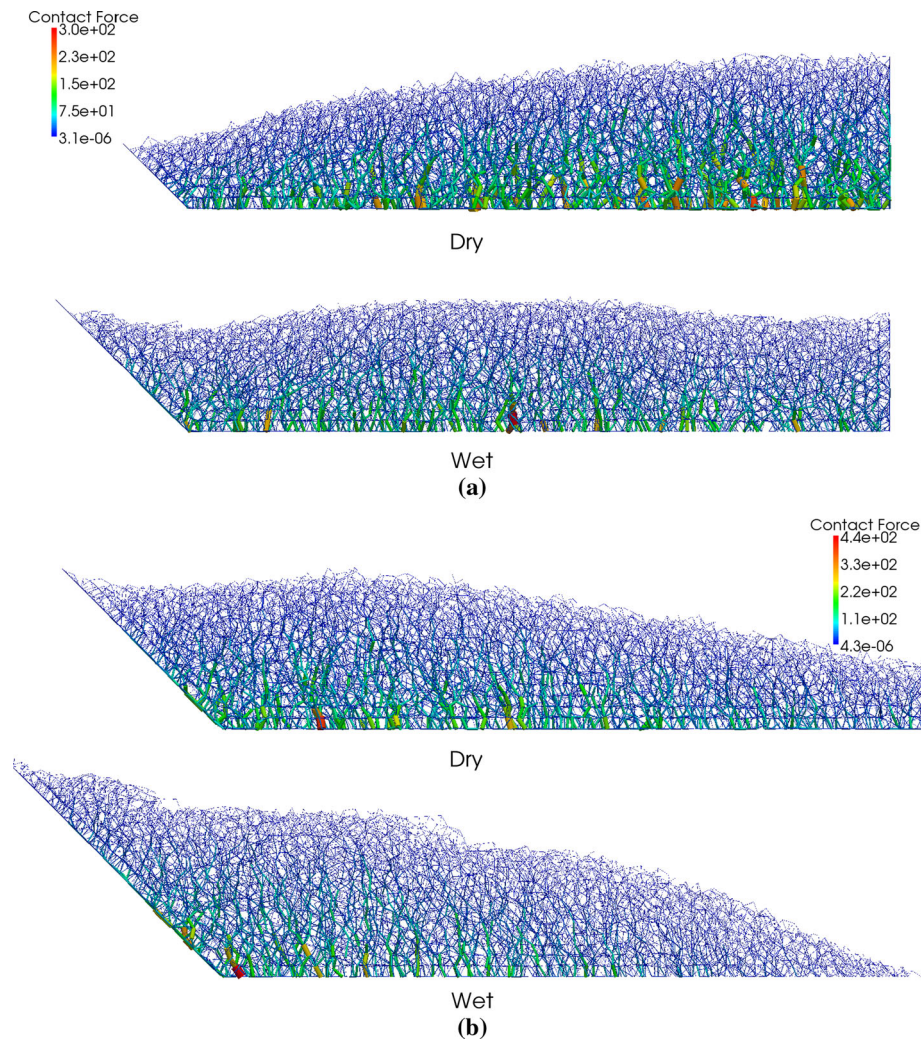 Contact Force
3.0e+02
2.3e+02
1.5e+02
7.5e+01
3.1e-06
Dry
Wet
(a)
Contact Force
4.4e+02
3.3e+02
2.2e+02
1.1e+02
4.3e-06
Dry
Wet
(b)